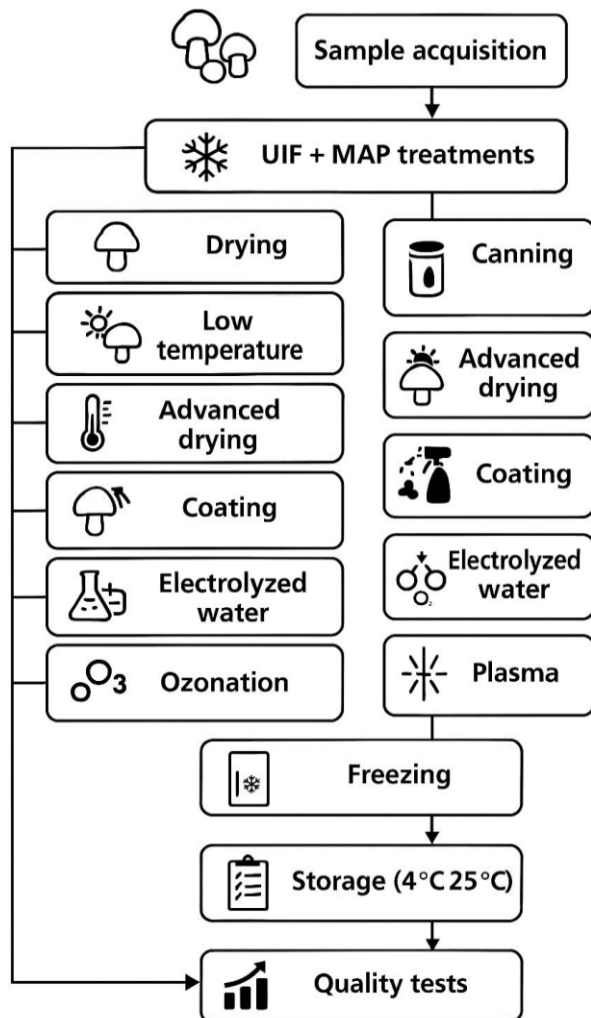 Sample acquisition
UIF + MAP treatments
Drying
Low
temperature
Advanced
drying
Coating
Electrolyzed
water
3 Ozonation
Canning
Advanced
drying
Coating
Electrolyzed
water
Plasma
Freezing
Storage (4°C 25°C)
Quality tests